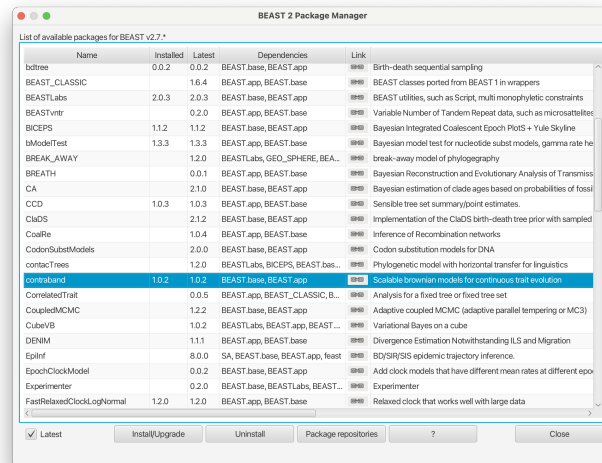 BEAST 2 Package Manager
List of available packages for BEAST v2.7.*
Name Installed Latest Dependencies Link
bdtree 0.0.2 0.0.2 BEAST.base, BEAST.app Birth-death sequential sampling
BEAST_CLASSIC 1.6.4 BEAST.app, BEAST.base BEAST classes ported from BEAST 1 in wrappers
BEASTLabs 2.0.3 2.0.3 BEAST.base, BEAST.app BEAST utilities, such as Script, multi monophyletic constraints
BEASTvntr 0.2.0 BEAST.base, BEAST.app Variable Number of Tandem Repeat data, such as microsattelites
BICEPS 1.1.2 1.1.2 BEAST.base, BEAST.app Bayesian Integrated Coalescent Epoch PlotS + Yule Skyline
bModelTest 1.3.3 1.3.3 BEAST.base, BEAST.app Bayesian model test for nucleotide subst models, gamma rate he
BREAK_AWAY 1.2.0 BEASTLabs, GEO_SPHERE, BEA... break-away model of phylogeography
BREATH 0.0.1 BEAST.base, BEAST.app Bayesian Reconstruction and Evolutionary Analysis of Transmiss
CA 2.1.0 BEAST.base, BEAST.app Bayesian estimation of clade ages based on probabilities of fossi
CCD 1.0.3 1.0.3 BEAST.base, BEAST.app Sensible tree set summary/point estimates.
ClaDS 2.1.2 BEAST.base, BEAST.app Implementation of the ClaDS birth-death tree prior with sampled
CoalRe 1.0.4 BEAST.app, BEAST.base Inference of Recombination networks
CodonSubstModels 2.0.0 BEAST.base, BEAST.app Codon substitution models for DNA
contacTrees 1.2.0 BEASTLabs, BICEPS, BEAST.bas... Phylogenetic model with horizontal transfer for linguistics
contraband 1.0.2 1.0.2 BEAST.base, BEAST.app Scalable brownian models for continuous trait evolution
CorrelatedTrait 0.0.5 BEAST.app, BEAST_CLASSIC, B... Analysis for a fixed tree or fixed tree set
CoupledMCMC 1.2.2 BEAST.base, BEAST.app Adaptive coupled MCMC (adaptive parallel tempering or MC3)
CubeVB 1.0.2 BEASTLabs, BEAST.app, BEAST.... Variational Bayes on a cube
DENIM 1.1.1 BEAST.app, BEAST.base Divergence Estimation Notwithstanding ILS and Migration
EpiInf 8.0.0 SA, BEAST.base, BEAST.app, feast BD/SIR/SIS epidemic trajectory inference.
EpochClockModel 0.0.2 BEAST.base, BEAST.app Add clock models that have different mean rates at different epo
Experimenter 0.2.0 BEAST.base, BEASTLabs, BEAST... Experimenter
FastRelaxedClockLogNormal 1.2.0 1.2.0 BEAST.app, BEAST.base Relaxed clock that works well with large data
Latest Install/Upgrade Uninstall Package repositories ? Close